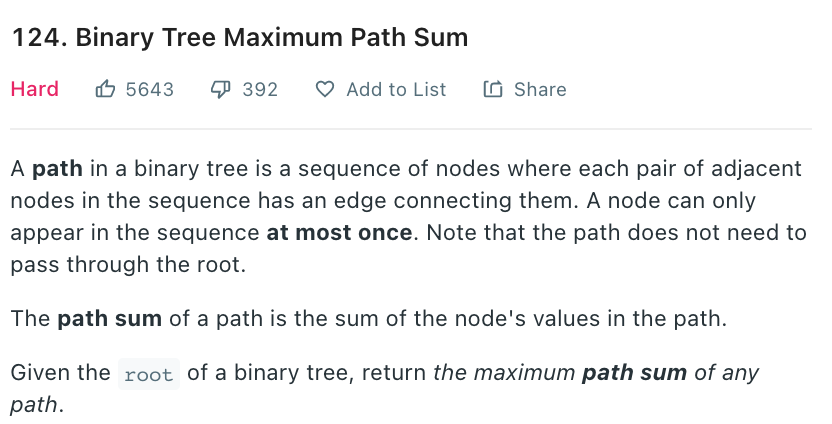 124. Binary Tree Maximum Path Sum
Hard 5643 392 Add to List Share
A path in a binary tree is a sequence of nodes where each pair of adjacent
nodes in the sequence has an edge connecting them. A node can only
appear in the sequence at most once. Note that the path does not need to
pass through the root.
The path sum of a path is the sum of the node's values in the path.
Given the root of a binary tree, return the maximum path sum of any
path.